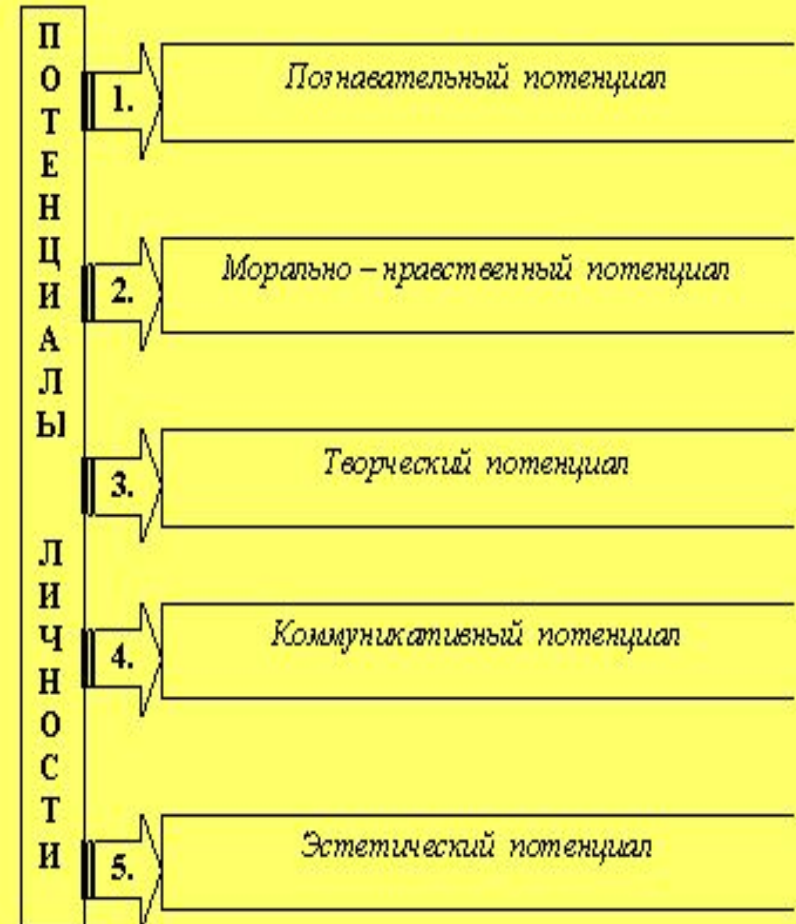 ПОТЕНЦИАЛЫ ЛИЧНОСТИ
1. Познавательный потенциал
2. Морально – нравственный потенциал
3. Творческий потенциал
4. Коммуникативный потенциал
5. Эстетический потенциал